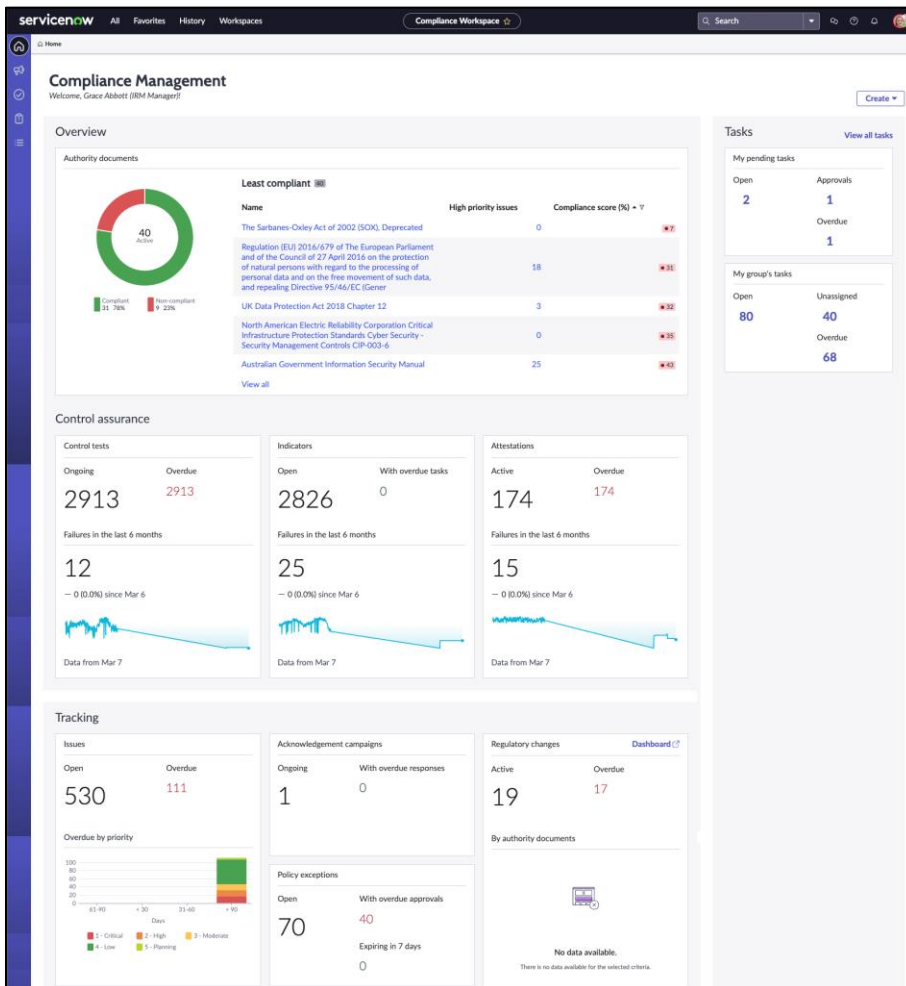 servicenow All Favorites History Workspaces Compliance Workspace Search
Home
Compliance Management
Welcome, Grace Abbott (IRM Manager)!
Create
Overview
Authority documents
40
Active
Compliant
31 78%
Non-compliant
9 23%
Least compliant 40
Name High priority issues Compliance score (%)
The Sarbanes-Oxley Act of 2002 (SOX), Deprecated 0 7
Regulation (EU) 2016/679 of The European Parliament
and of the Council of 27 April 2016 on the protection
of natural persons with regard to the processing of
personal data and on the free movement of such data,
and repealing Directive 95/46/EC (Gener
18 31
UK Data Protection Act 2018 Chapter 12 3 32
North American Electric Reliability Corporation Critical
Infrastructure Protection Standards Cyber Security -
Security Management Controls CIP-003-6
0 35
Australian Government Information Security Manual 25 43
View all
Tasks View all tasks
My pending tasks
Open Approvals
2 1
Overdue
1
My group's tasks
Open Unassigned
80 40
Overdue
68
Control assurance
Control tests
Ongoing Overdue
2913 2913
Failures in the last 6 months
12
— 0 (0.0%) since Mar 6
Data from Mar 7
Indicators
Open With overdue tasks
2826 0
Failures in the last 6 months
25
— 0 (0.0%) since Mar 6
Data from Mar 7
Attestations
Active Overdue
174 174
Failures in the last 6 months
15
— 0 (0.0%) since Mar 6
Data from Mar 7
Tracking
Issues
Open Overdue
530 111
Overdue by priority
100
80
60
40
20
0
61-90 < 30 31-60 > 90
Days
1 - Critical 2 - High 3 - Moderate
4 - Low 5 - Planning
Acknowledgement campaigns
Ongoing With overdue responses
1 0
Policy exceptions
Open With overdue approvals
70 40
Expiring in 7 days
0
Regulatory changes Dashboard
Active Overdue
19 17
By authority documents
No data available.
There is no data available for the selected criteria.